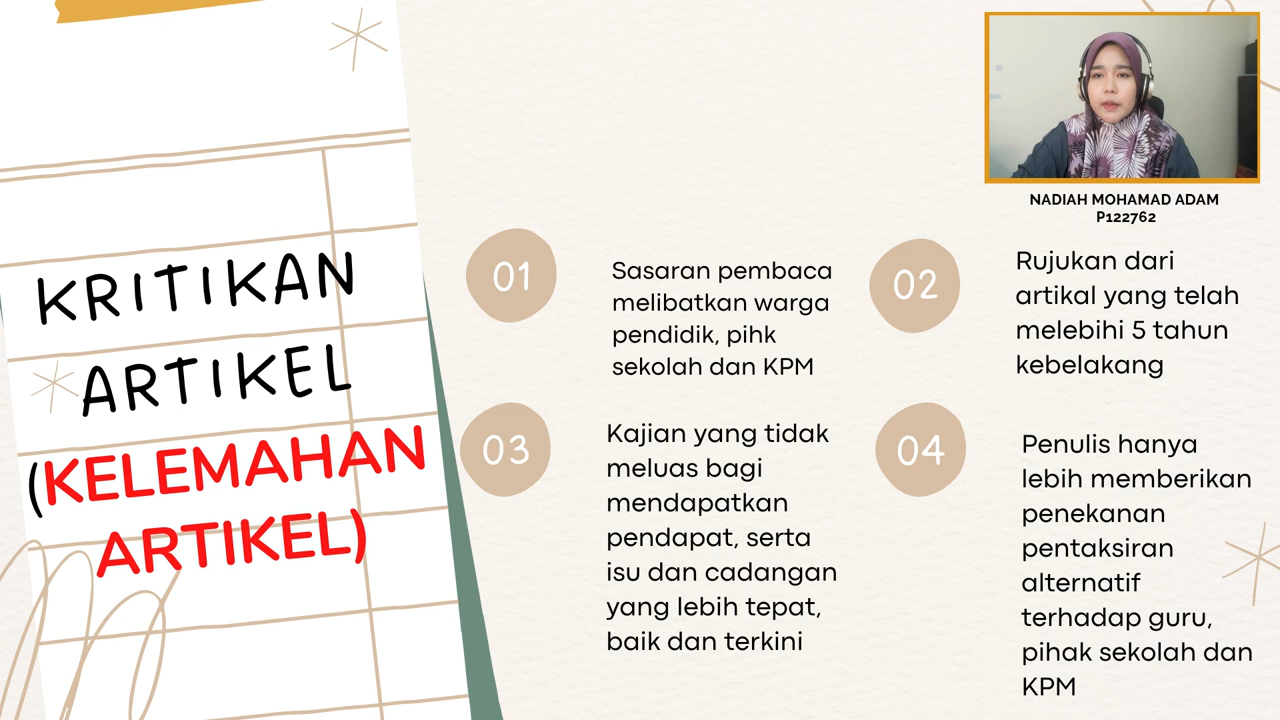 KRITIKAN
ARTIKEL
(KELEMAHAN
ARTIKEL)
NADIAH MOHAMAD ADAM
P122762
01
Sasaran pembaca
melibatkan warga
pendidik, pihk
sekolah dan KPM
02
Rujukan dari
artikal yang telah
melebihi 5 tahun
kebelakang
03
Kajian yang tidak
meluas bagi
mendapatkan
pendapat, serta
isu dan cadangan
yang lebih tepat,
baik dan terkini
04
Penulis hanya
lebih memberikan
penekanan
pentaksiran
alternatif
terhadap guru,
pihak sekolah dan
KPM